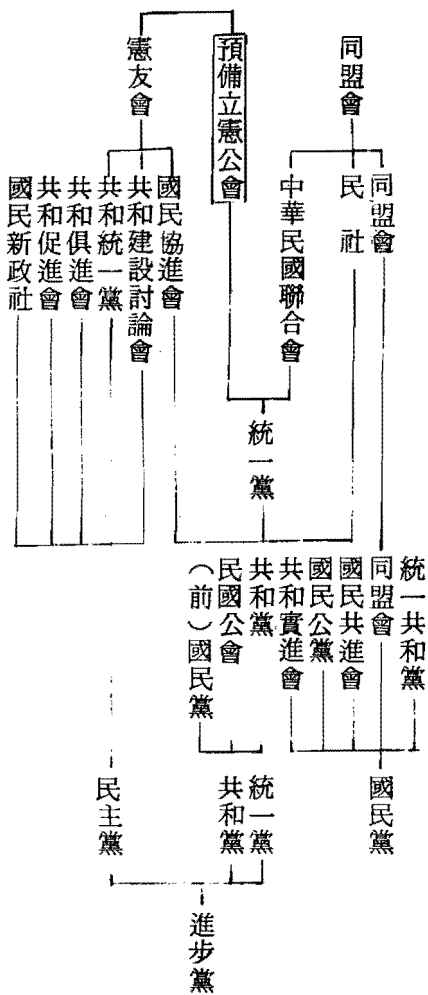 同盟會
預備立憲公會
憲友會
同盟會
民社
中華民國聯合會
國民協進會
共和建設討論會
共和統一黨
共和俱進會
共和促進會
國民新政社
統一黨
統一共和黨
同盟會
國民共進會
國民公黨
共和實進會
共和黨
民國公會
（前）國民黨
國民黨
統一黨
共和黨
民主黨
進步黨